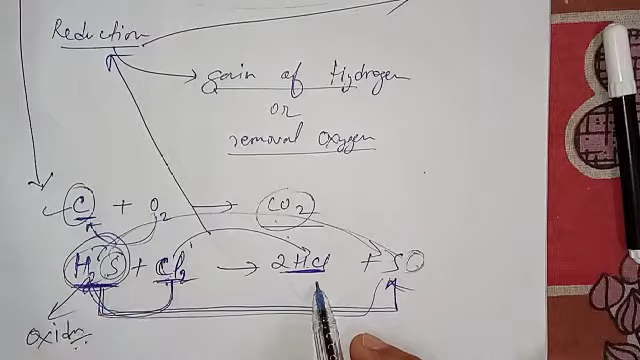 Reduction
gain of Hydrogen
or
removal oxygen
C + O2 → CO2
H2S + Cl2 → 2HCl + S
oxidn